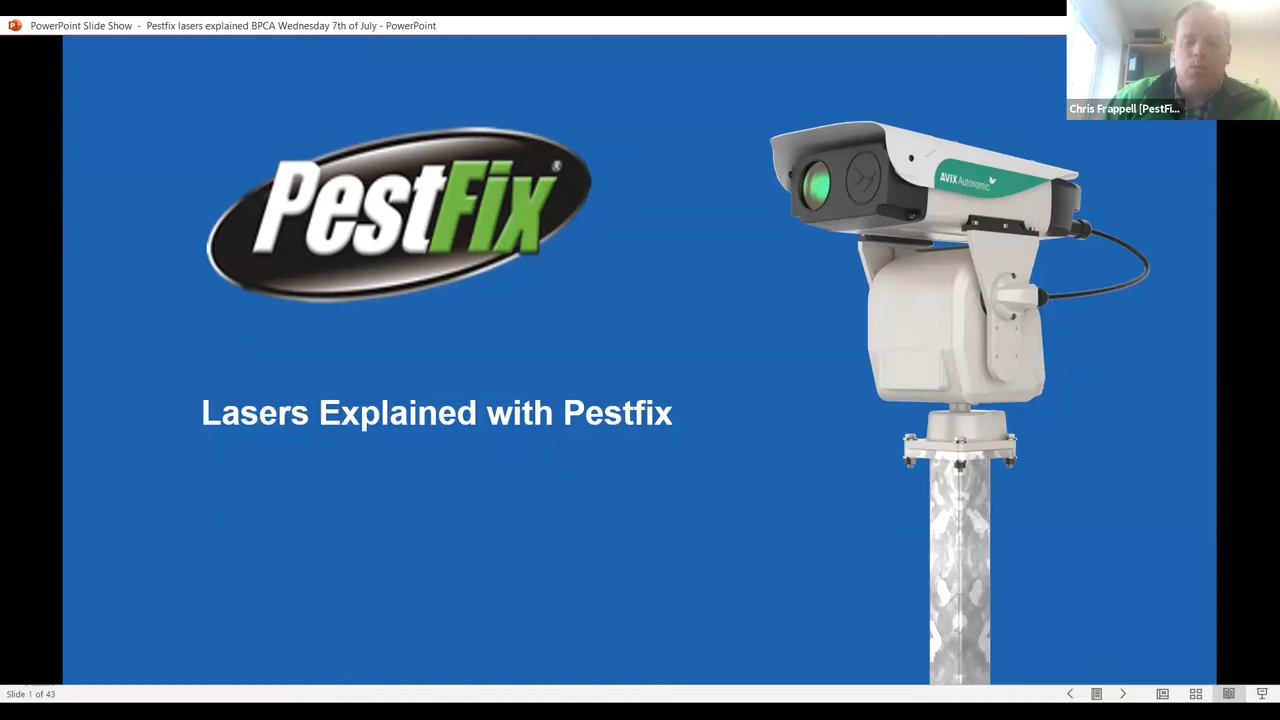 PowerPoint Slide Show - Pestfix lasers explained BPCA Wednesday 7th of July - PowerPoint
Chris Frappell [PestFi...
PestFix®
AVIX Autonomic
Lasers Explained with Pestfix
Slide 1 of 43